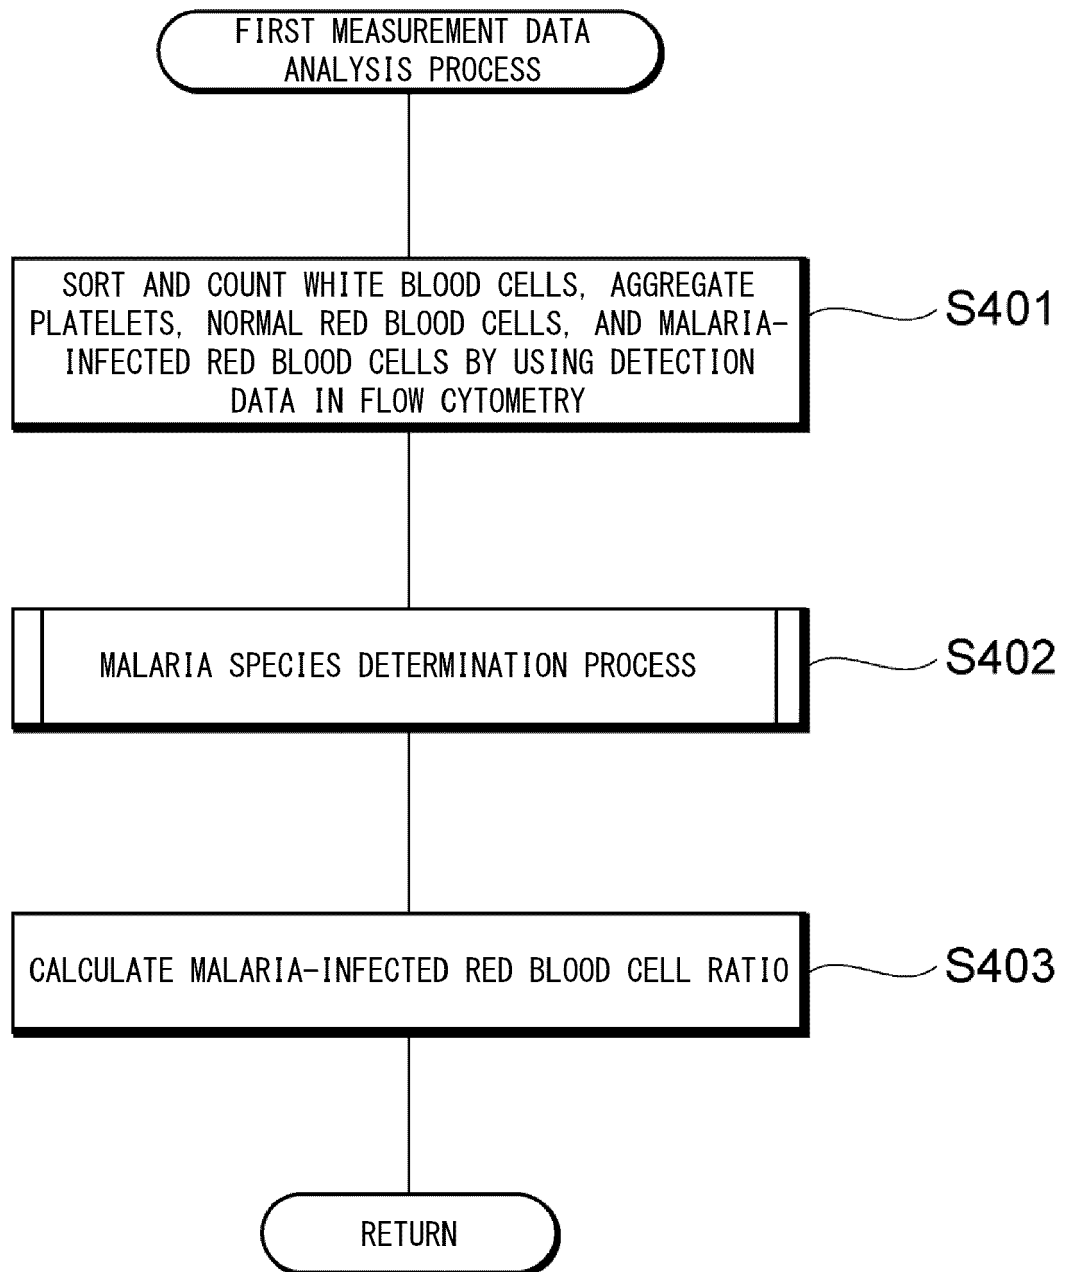 FIRST MEASUREMENT DATA
ANALYSIS PROCESS
SORT AND COUNT WHITE BLOOD CELLS, AGGREGATE
PLATELETS, NORMAL RED BLOOD CELLS, AND MALARIA-
INFECTED RED BLOOD CELLS BY USING DETECTION
DATA IN FLOW CYTOMETRY
S401
MALARIA SPECIES DETERMINATION PROCESS
S402
CALCULATE MALARIA-INFECTED RED BLOOD CELL RATIO
S403
RETURN